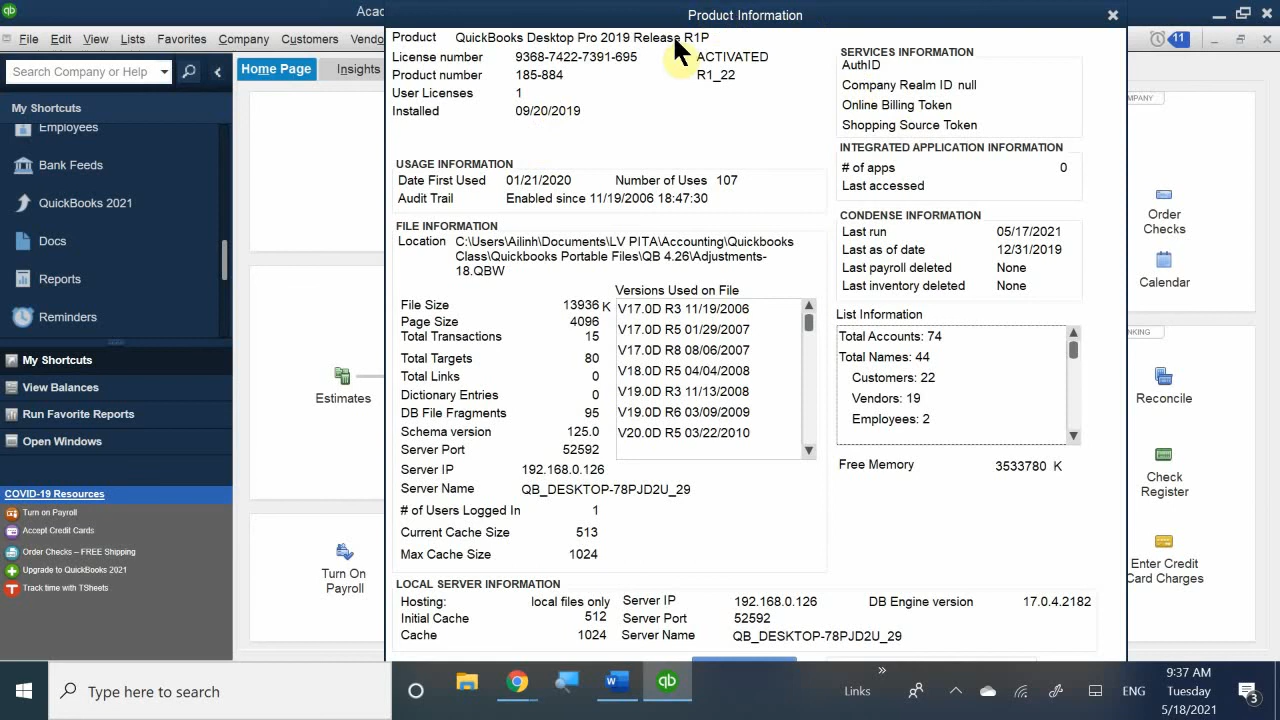 Aca
Product Information
File Edit View Lists Favorites Company Customers Vendo
11
Search Company or Help
Home Page Insights
My Shortcuts
Employees
Bank Feeds
QuickBooks 2021
Docs
Reports
Reminders
My Shortcuts
View Balances
Run Favorite Reports
Open Windows
COVID-19 Resources
Turn on Payroll
Accept Credit Cards
Order Checks – FREE Shipping
Upgrade to QuickBooks 2021
Track time with TSheets
Estimates
Turn On
Payroll
Product QuickBooks Desktop Pro 2019 Release R1P
License number 9368-7422-7391-695 ACTIVATED
Product number 185-884 R1_22
User Licenses 1
Installed 09/20/2019
USAGE INFORMATION
Date First Used 01/21/2020 Number of Uses 107
Audit Trail Enabled since 11/19/2006 18:47:30
FILE INFORMATION
Location C:\Users\Ailinh\Documents\LV PITA\Accounting\Quickbooks
Class\Quickbooks Portable Files\QB 4.26\Adjustments-
18.QBW
File Size 13936 K
Page Size 4096
Total Transactions 15
Total Targets 80
Total Links 0
Dictionary Entries 0
DB File Fragments 95
Schema version 125.0
Server Port 52592
Server IP 192.168.0.126
Server Name QB_DESKTOP-78PJD2U_29
# of Users Logged In 1
Current Cache Size 513
Max Cache Size 1024
Versions Used on File
V17.0D R3 11/19/2006
V17.0D R5 01/29/2007
V17.0D R8 08/06/2007
V18.0D R5 04/04/2008
V19.0D R3 11/13/2008
V19.0D R6 03/09/2009
V20.0D R5 03/22/2010
SERVICES INFORMATION
AuthID
Company Realm ID null
Online Billing Token
Shopping Source Token
INTEGRATED APPLICATION INFORMATION
# of apps 0
Last accessed
CONDENSE INFORMATION
Last run 05/17/2021
Last as of date 12/31/2019
Last payroll deleted None
Last inventory deleted None
List Information
Total Accounts: 74
Total Names: 44
Customers: 22
Vendors: 19
Employees: 2
Free Memory 3533780 K
LOCAL SERVER INFORMATION
Hosting: local files only Server IP 192.168.0.126 DB Engine version 17.0.4.2182
Initial Cache 512 Server Port 52592
Cache 1024 Server Name QB_DESKTOP-78PJD2U_29
MPANY
Order
Checks
Calendar
NKING
Reconcile
Check
Register
Enter Credit
Card Charges
Type here to search
Links
ENG
9:37 AM
Tuesday
5/18/2021
3